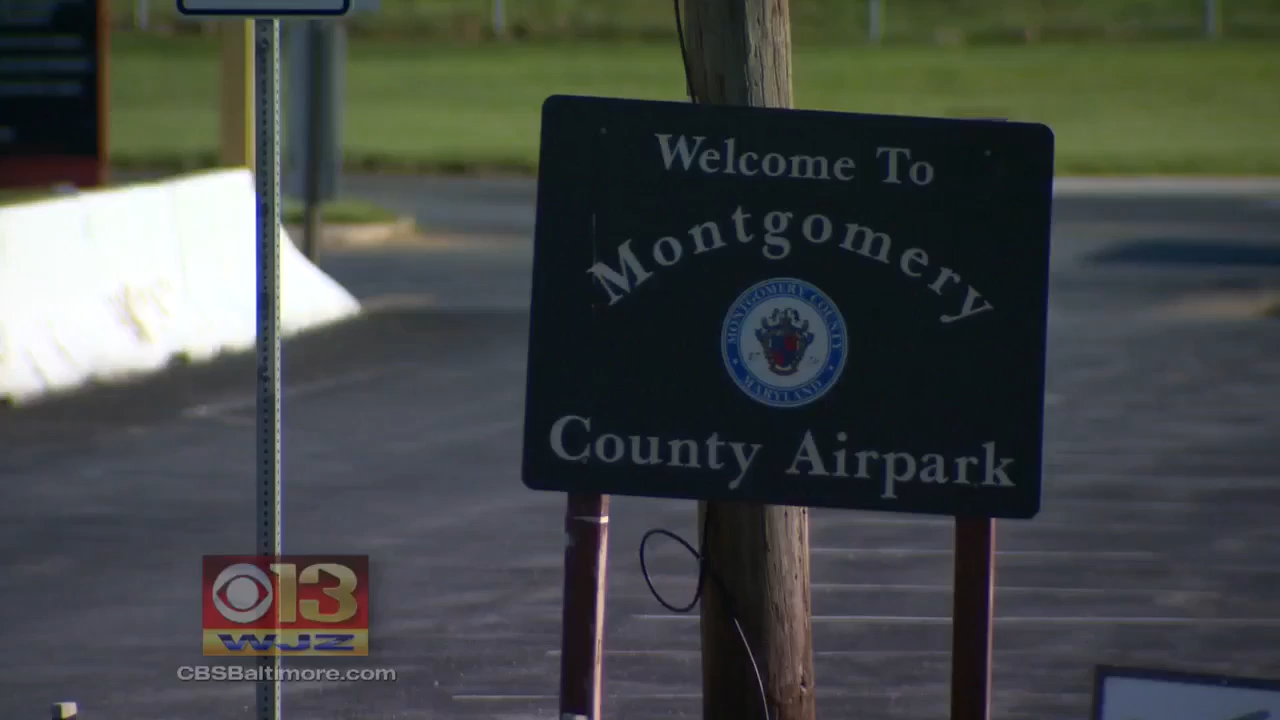 Welcome To
Montgomery
MONTGOMERY COUNTY
MARYLAND
County Airpark
13
WJZ
CBSBaltimore.com